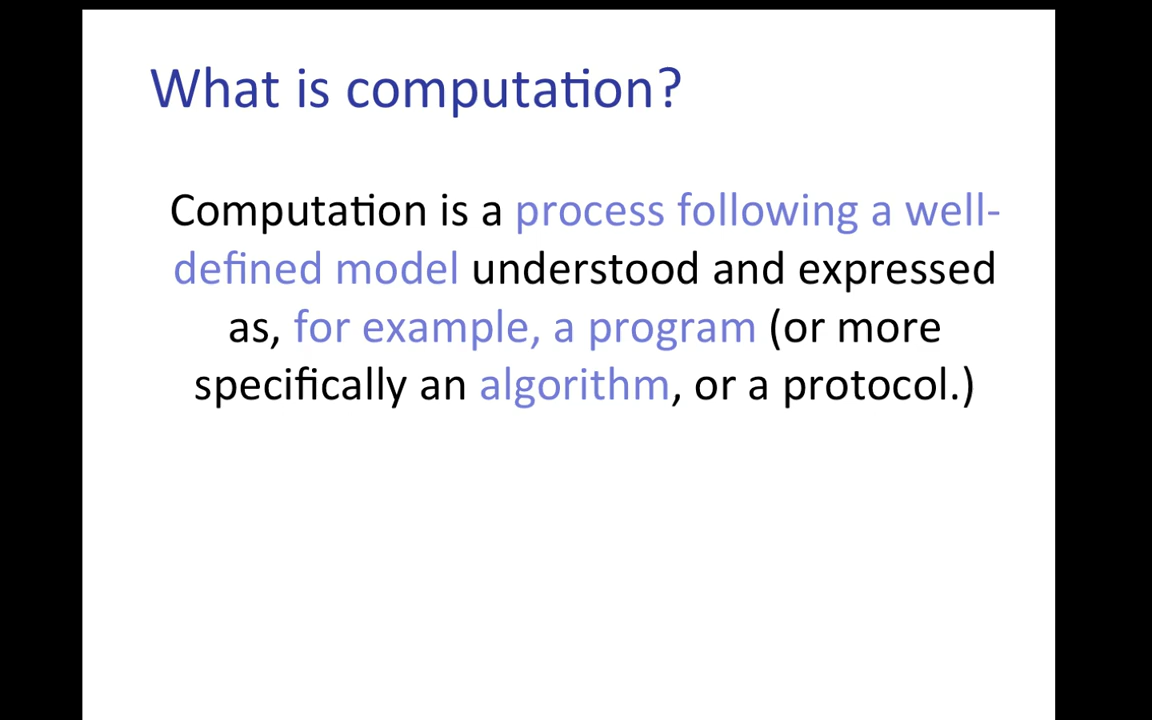 What is computation?
Computation is a process following a well-
defined model understood and expressed
as, for example, a program (or more
specifically an algorithm, or a protocol.)